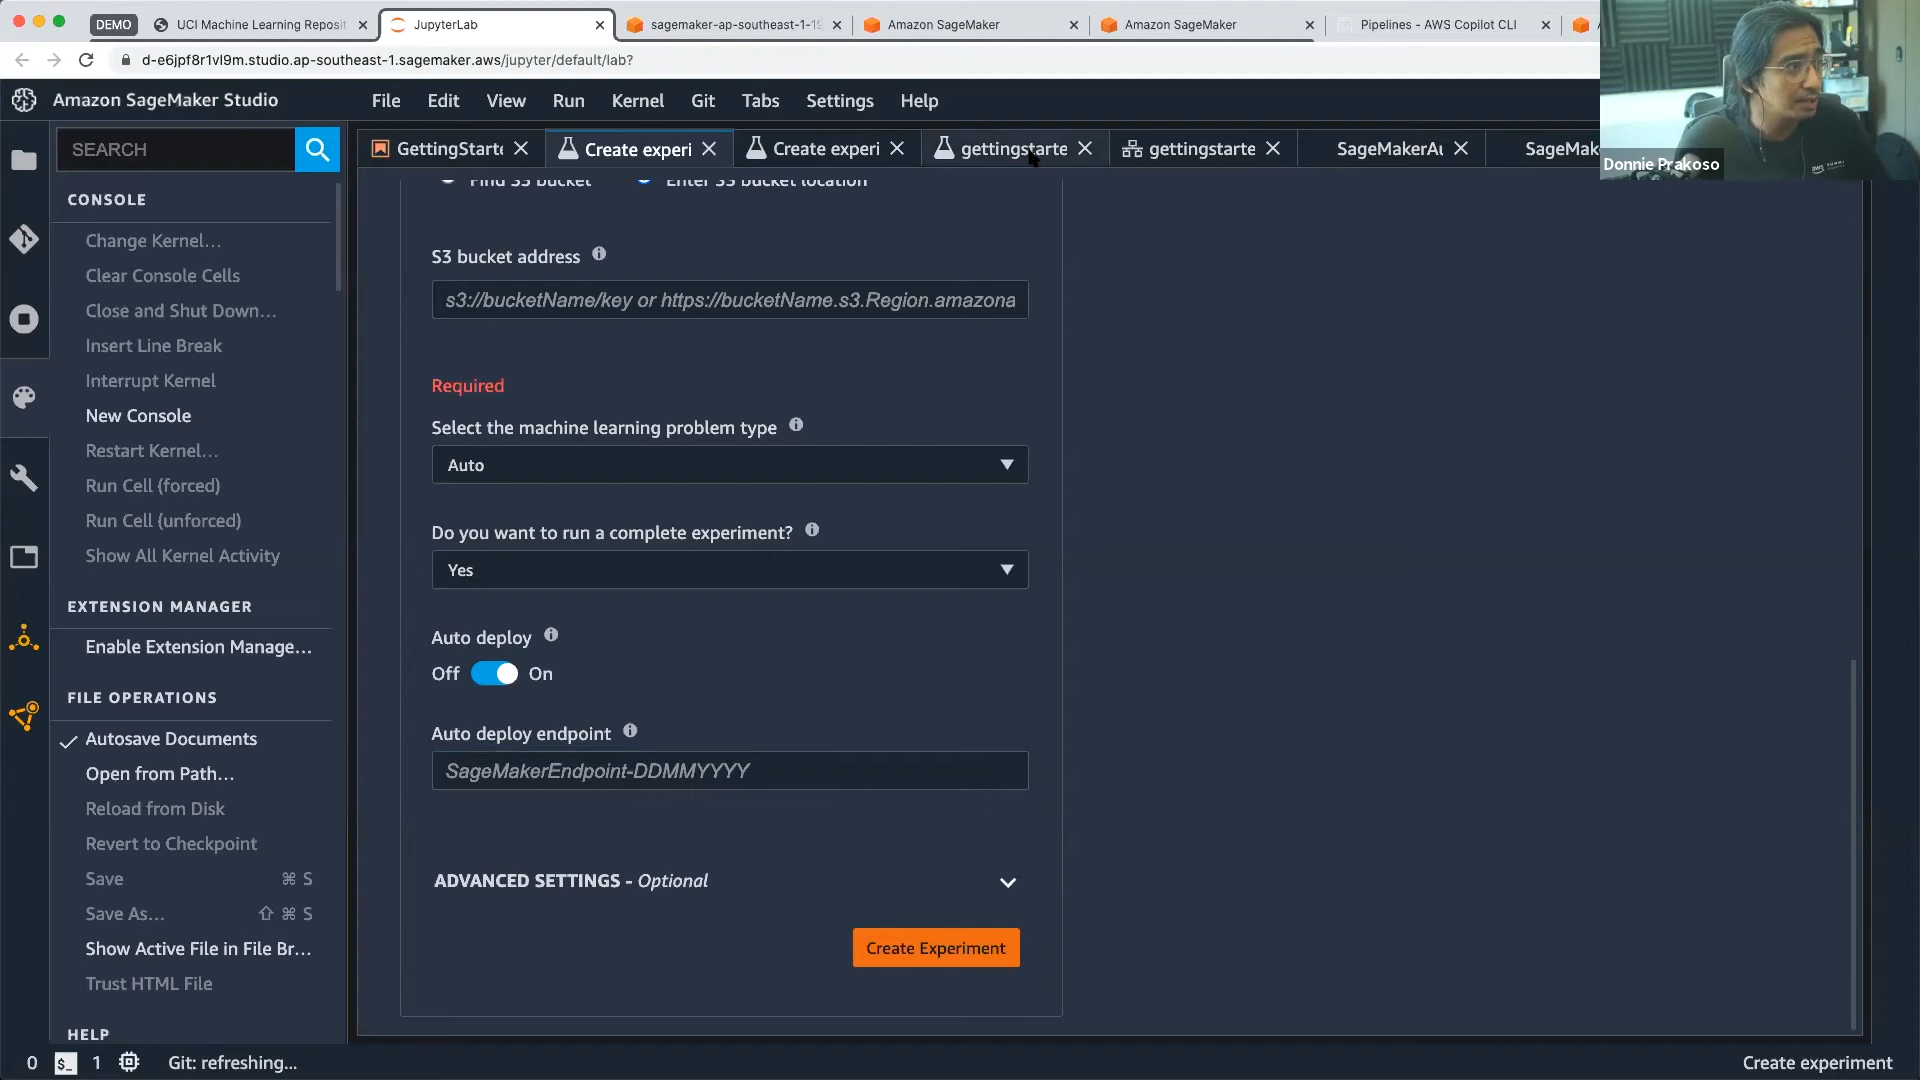 DEMO
UCI Machine Learning Reposit
JupyterLab
sagemaker-ap-southeast-1-19
Amazon SageMaker
Amazon SageMaker
Pipelines - AWS Copilot CLI
d-e6jpf8r1vl9m.studio.ap-southeast-1.sagemaker.aws/jupyter/default/lab?
Amazon SageMaker Studio
File
Edit
View
Run
Kernel
Git
Tabs
Settings
Help
SEARCH
GettingStarte
Create experi
Create experi
gettingstarte
gettingstarte
SageMakerAu
SageMak
Donnie Prakoso
CONSOLE
Change Kernel…
Clear Console Cells
Close and Shut Down…
Insert Line Break
Interrupt Kernel
New Console
Restart Kernel…
Run Cell (forced)
Run Cell (unforced)
Show All Kernel Activity
EXTENSION MANAGER
Enable Extension Manage…
FILE OPERATIONS
Autosave Documents
Open from Path…
Reload from Disk
Revert to Checkpoint
Save ⌘ S
Save As… ⇧ ⌘ S
Show Active File in File Br…
Trust HTML File
HELP
Find S3 bucket
Enter S3 bucket location
S3 bucket address
s3://bucketName/key or https://bucketName.s3.Region.amazona
Required
Select the machine learning problem type
Auto
Do you want to run a complete experiment?
Yes
Auto deploy
Off
On
Auto deploy endpoint
SageMakerEndpoint-DDMMYYYY
ADVANCED SETTINGS - Optional
Create Experiment
0
$_
1
Git: refreshing...
Create experiment